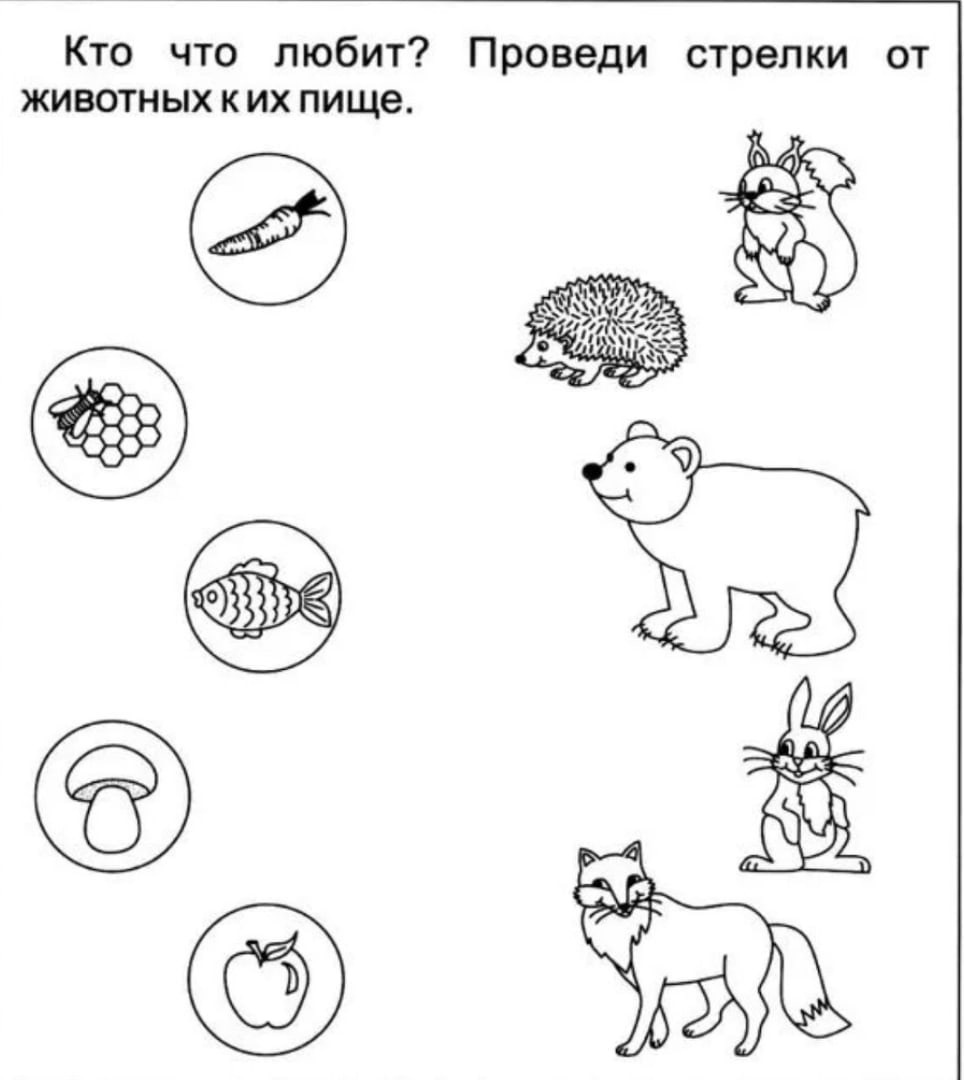 Кто что любит? Проведи стрелки от
животных к их пище.